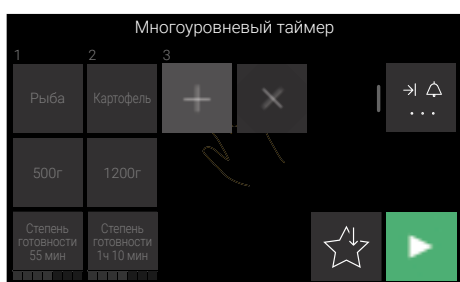 Многоуровневый таймер
1 2 3
Рыба Картофель
500г 1200г
Степень Степень
готовности готовности
55 мин 1ч 10 мин